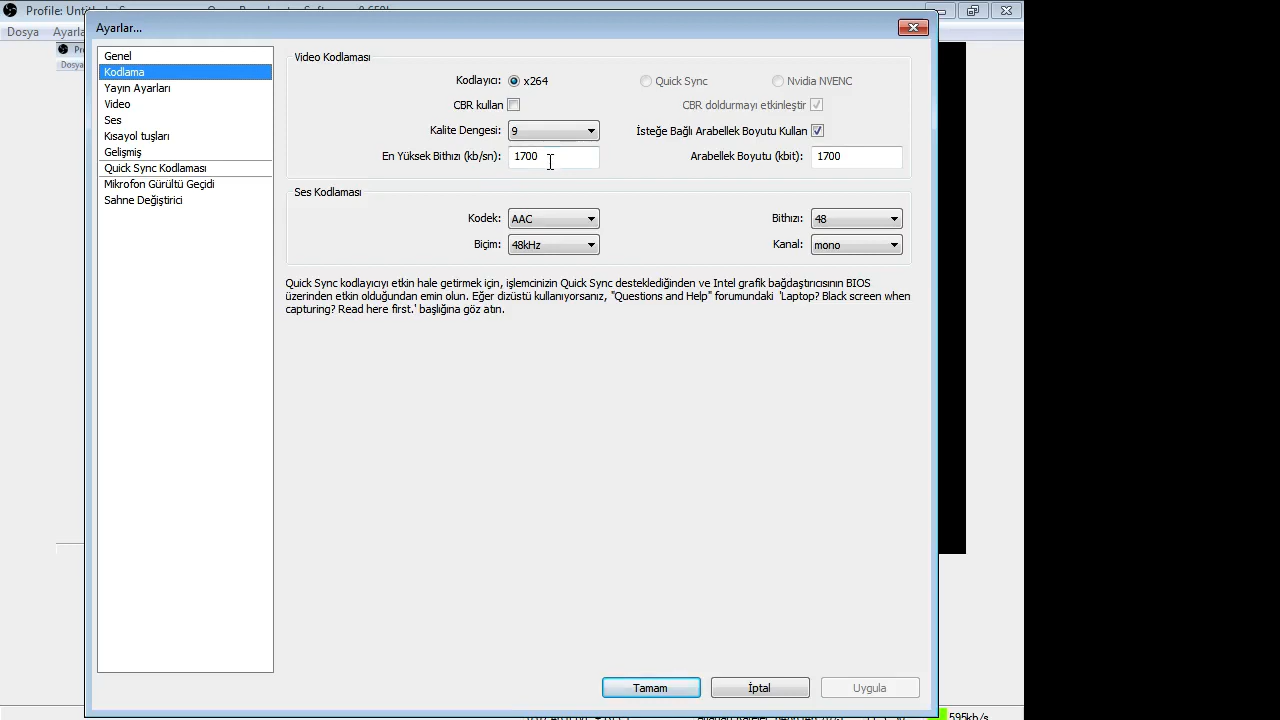 Ayarlar...
Dosya Ayarla
Genel
Kodlama
Yayın Ayarları
Video
Ses
Kısayol tuşları
Gelişmiş
Quick Sync Kodlaması
Mikrofon Gürültü Geçidi
Sahne Değiştirici
Video Kodlaması
Kodlayıcı: x264 Quick Sync Nvidia NVENC
CBR kullan CBR doldurmayı etkinleştir
Kalite Dengesi: 9 İsteğe Bağlı Arabellek Boyutu Kullan
En Yüksek Bithızı (kb/sn): 1700 Arabellek Boyutu (kbit): 1700
Ses Kodlaması
Kodek: AAC Bithızı: 48
Biçim: 48kHz Kanal: mono
Quick Sync kodlayıcıyı etkin hale getirmek için, işlemcinizin Quick Sync desteklediğinden ve Intel grafik bağdaştırıcısının BIOS
üzerinden etkin olduğundan emin olun. Eğer dizüstü kullanıyorsanız, "Questions and Help" forumundaki 'Laptop? Black screen when
capturing? Read here first.' başlığına göz atın.
Tamam İptal Uygula
595kb/s